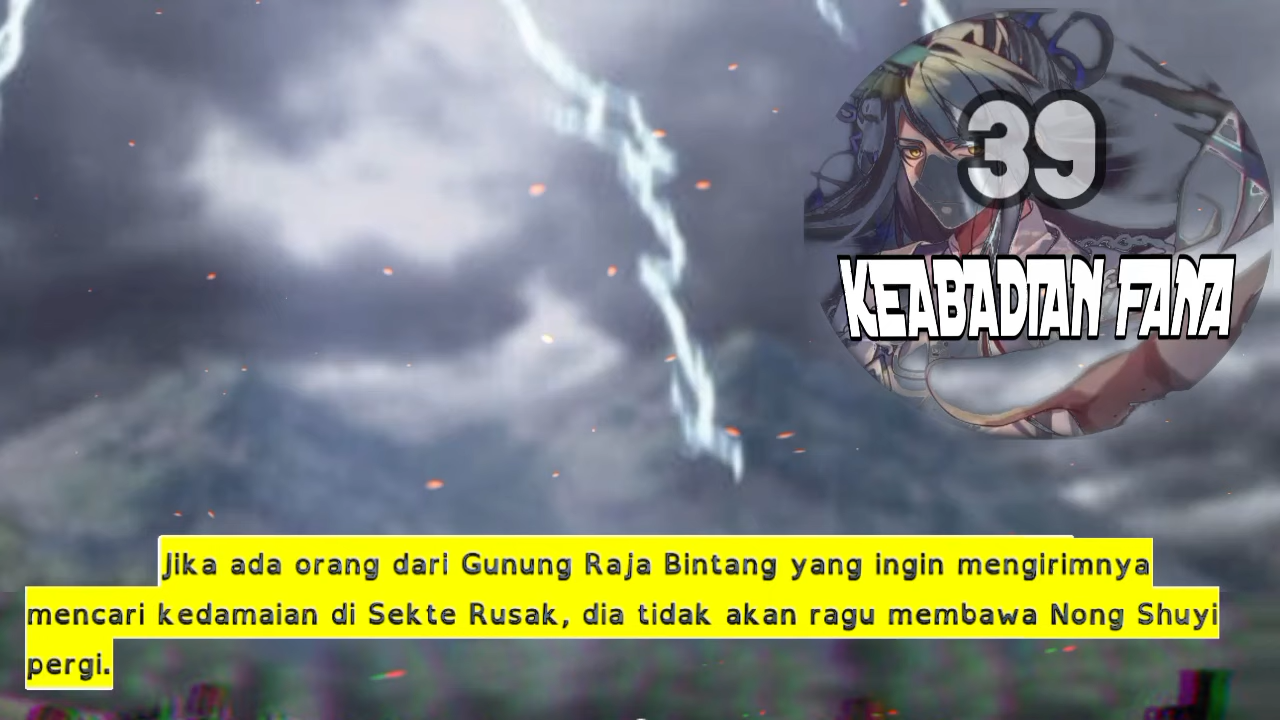 39
KEABADIAN FANA
Jika ada orang dari Gunung Raja Bintang yang ingin mengirimnya
mencari kedamaian di Sekte Rusak, dia tidak akan ragu membawa Nong Shuyi
pergi.